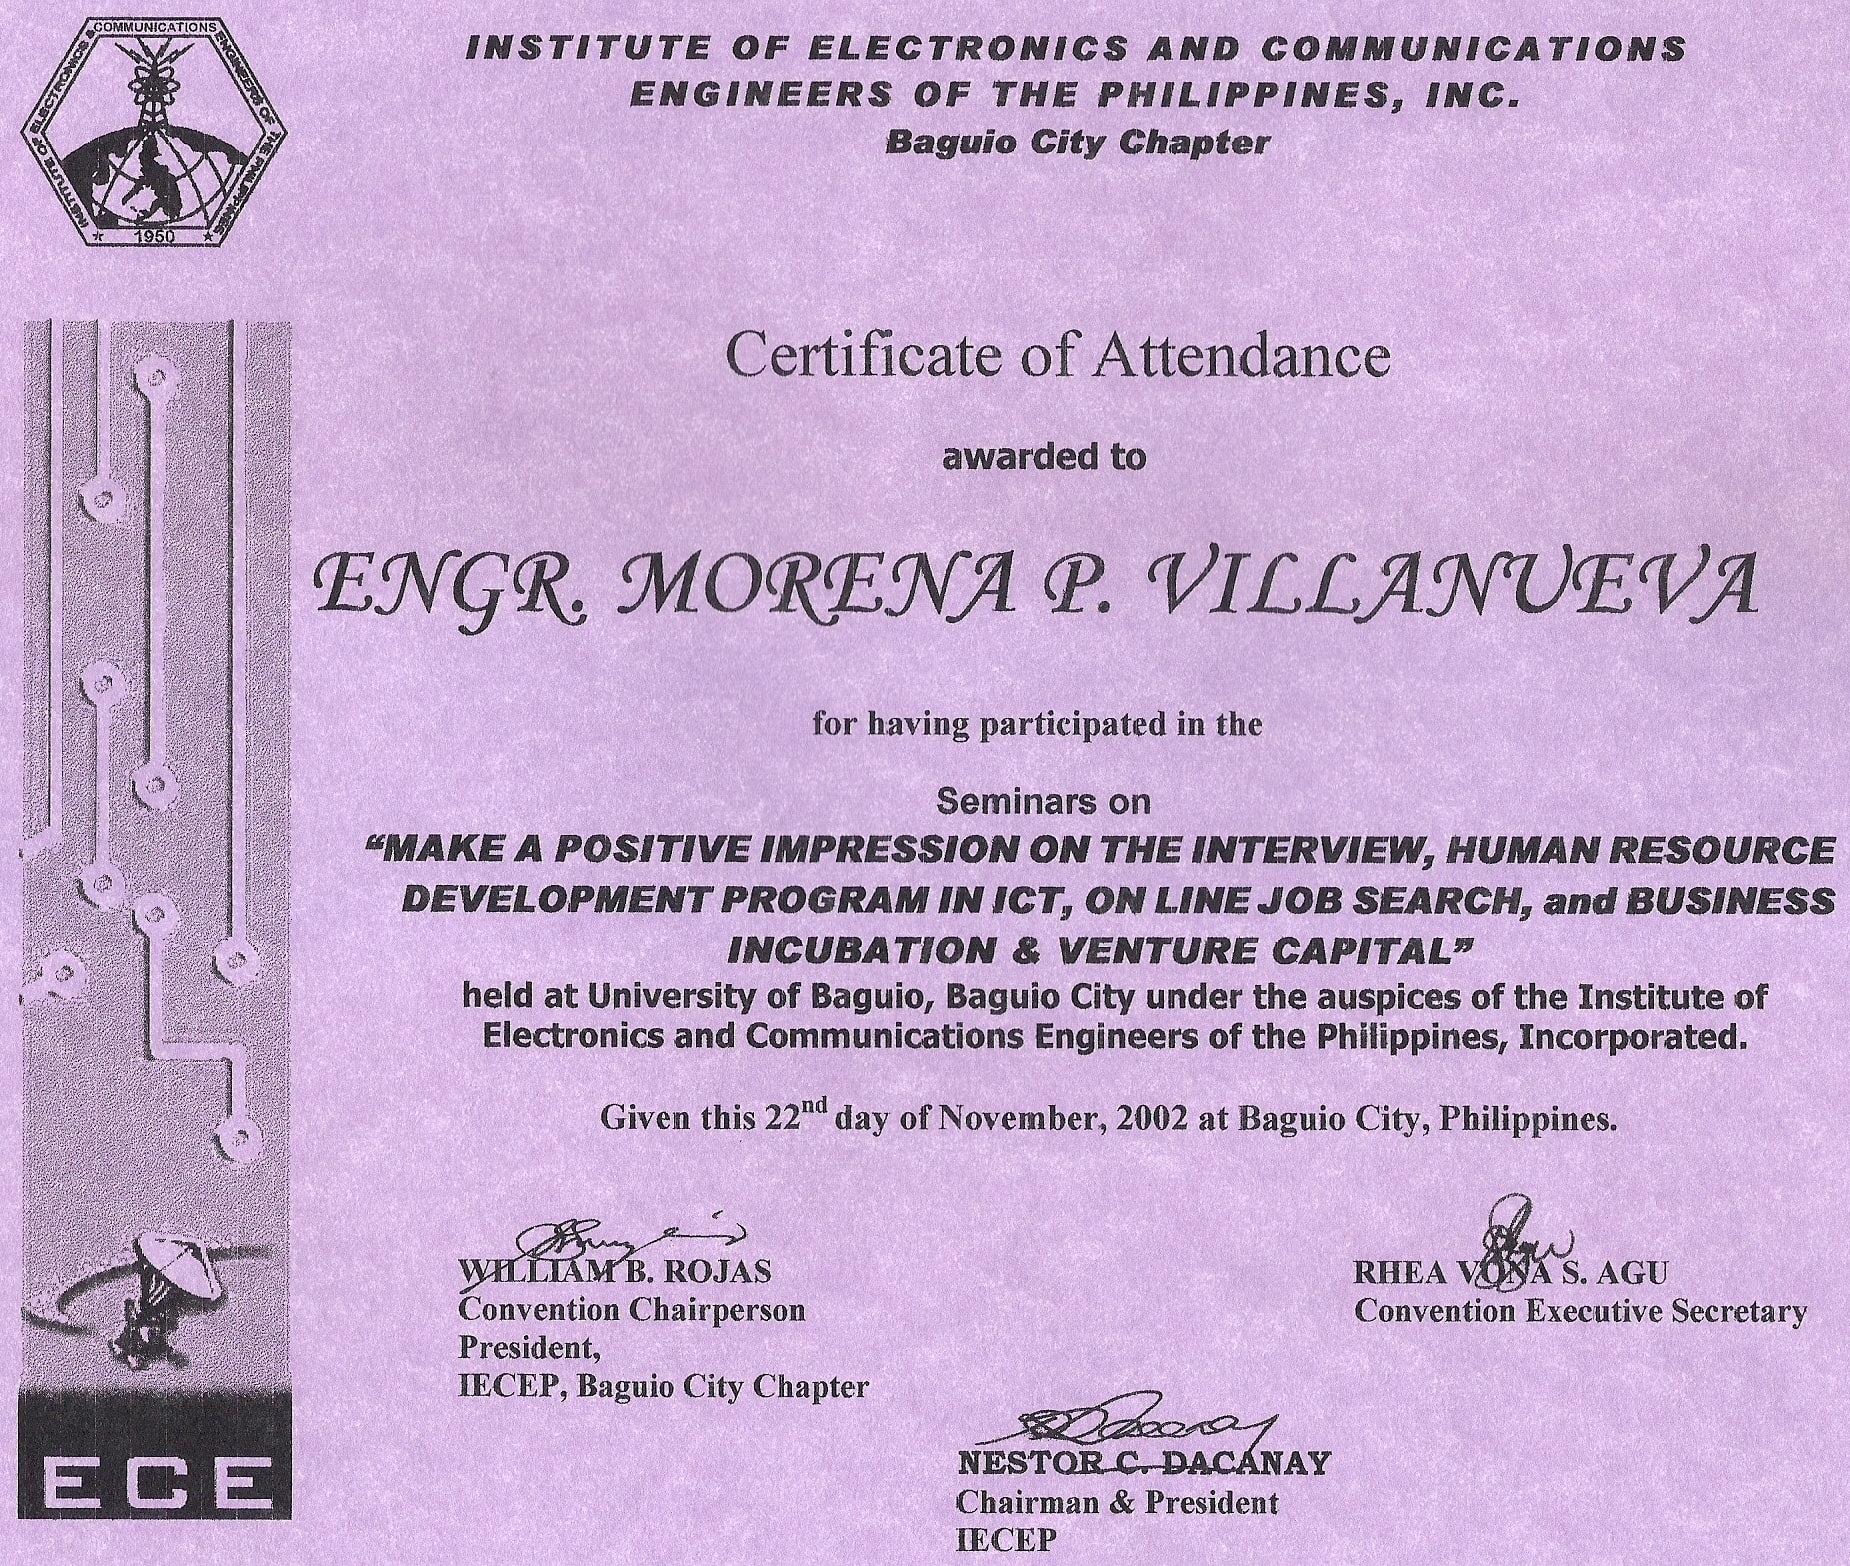 INSTITUTE OF ELECTRONICS & COMMUNICATIONS ENGINEERS OF THE PHILIPPINES
1950
INSTITUTE OF ELECTRONICS AND COMMUNICATIONS
ENGINEERS OF THE PHILIPPINES, INC.
Baguio City Chapter
Certificate of Attendance
awarded to
ENGR. MORENA P. VILLANUEVA
for having participated in the
Seminars on
“MAKE A POSITIVE IMPRESSION ON THE INTERVIEW, HUMAN RESOURCE
DEVELOPMENT PROGRAM IN ICT, ON LINE JOB SEARCH, and BUSINESS
INCUBATION & VENTURE CAPITAL”
held at University of Baguio, Baguio City under the auspices of the Institute of
Electronics and Communications Engineers of the Philippines, Incorporated.
Given this 22nd day of November, 2002 at Baguio City, Philippines.
WILLIAM B. ROJAS
Convention Chairperson
President,
IECEP, Baguio City Chapter
RHEA VONA S. AGU
Convention Executive Secretary
NESTOR C. DACANAY
Chairman & President
IECEP
ECE